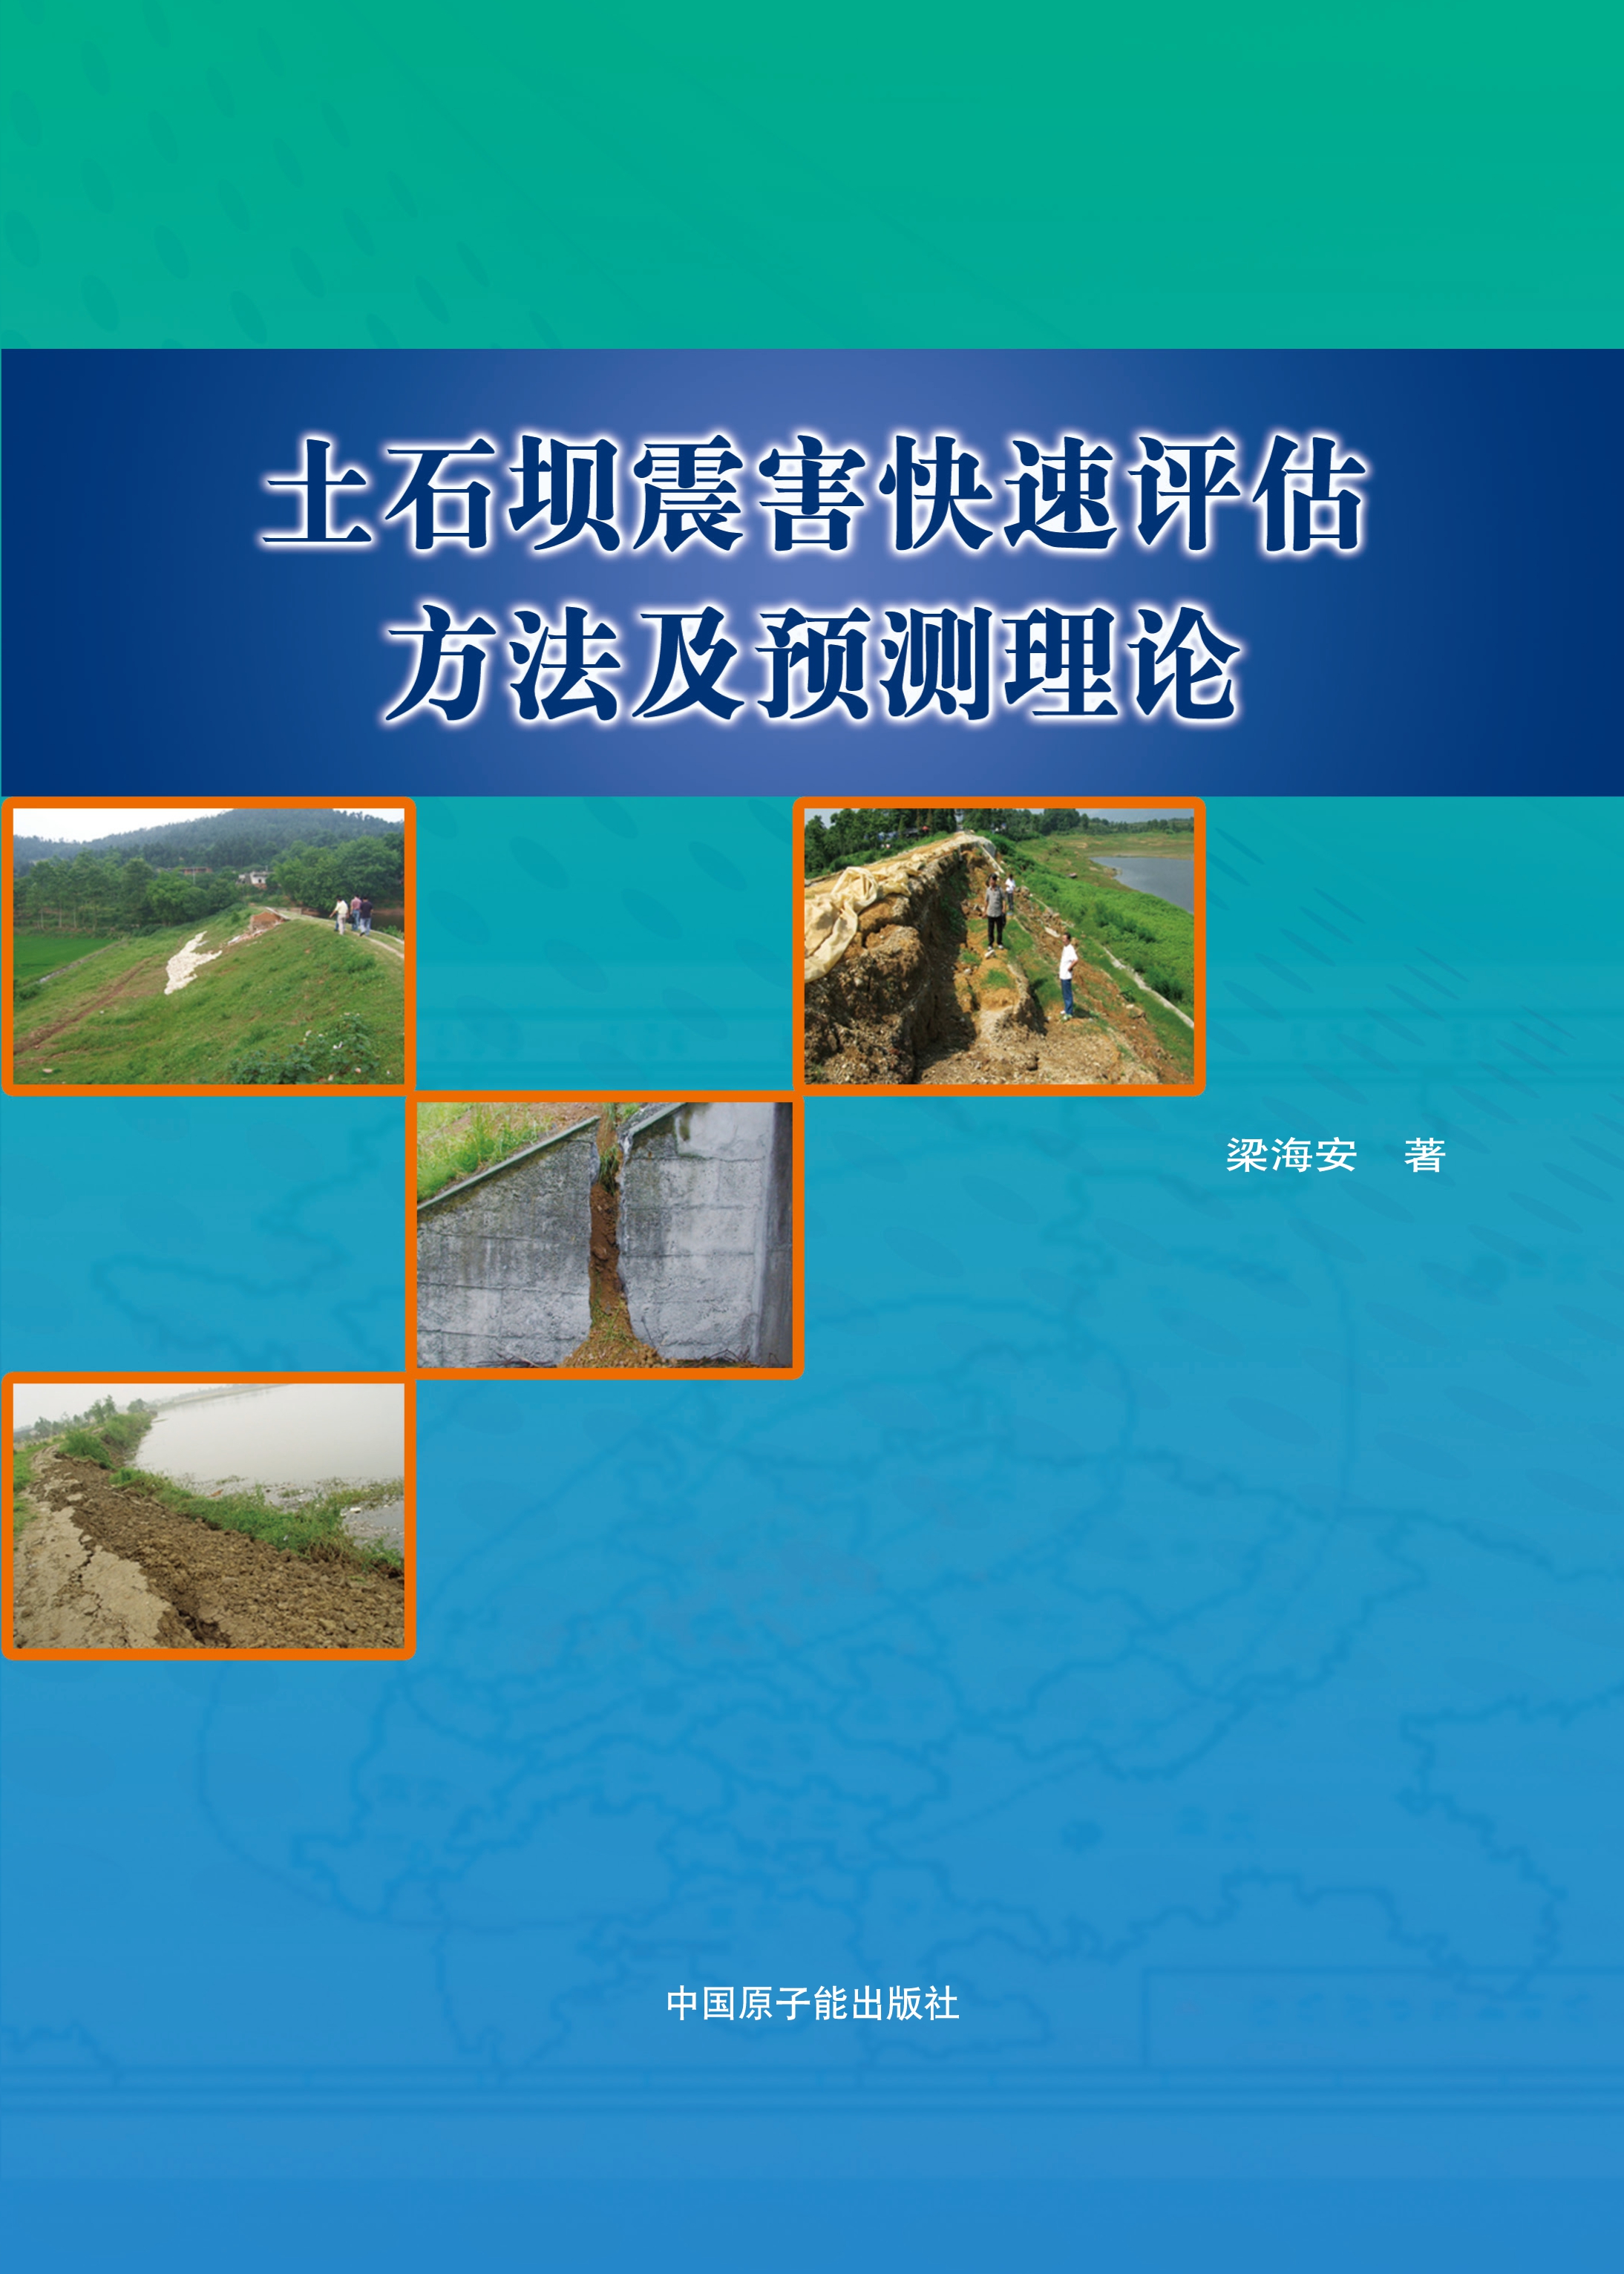 土石坝震害快速评估
方法及预测理论
梁海安 著
中国原子能出版社